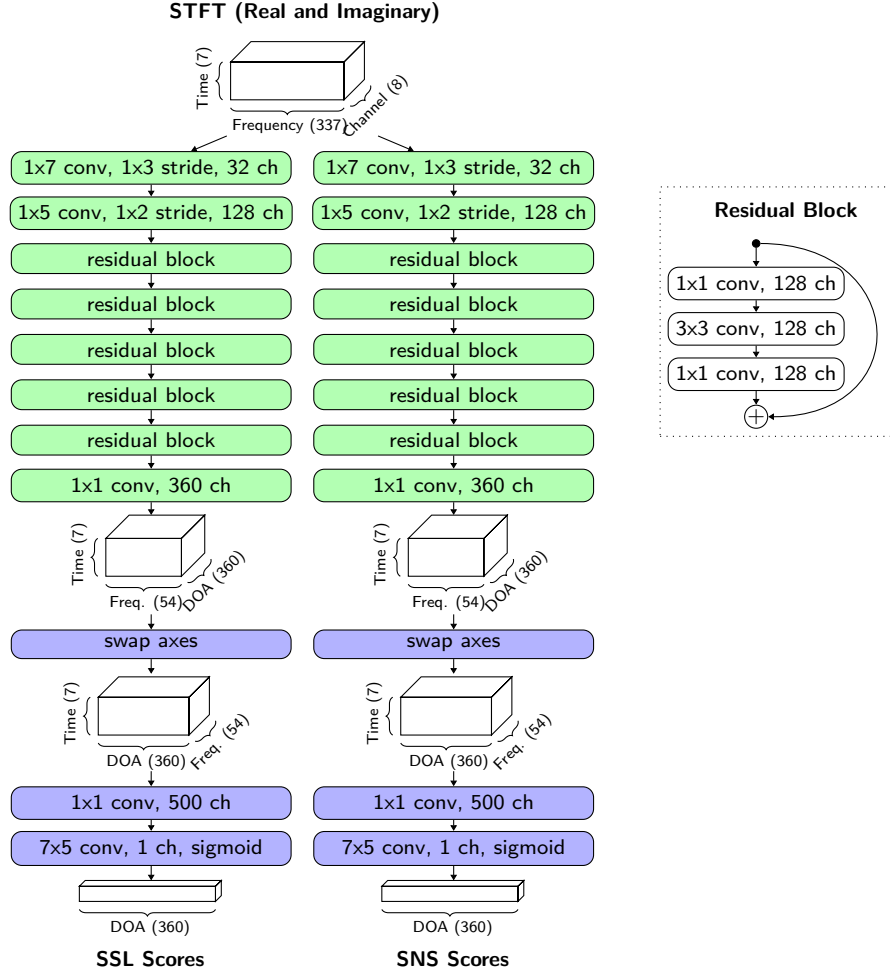 STFT (Real and Imaginary)
Time (7)
Channel (8)
Frequency (337)
1x7 conv, 1x3 stride, 32 ch
1x5 conv, 1x2 stride, 128 ch
residual block
residual block
residual block
residual block
residual block
1x1 conv, 360 ch
Time (7)
DOA (360)
Freq. (54)
swap axes
Time (7)
Freq. (54)
DOA (360)
1x1 conv, 500 ch
7x5 conv, 1 ch, sigmoid
DOA (360)
SSL Scores
1x7 conv, 1x3 stride, 32 ch
1x5 conv, 1x2 stride, 128 ch
residual block
residual block
residual block
residual block
residual block
1x1 conv, 360 ch
Time (7)
DOA (360)
Freq. (54)
swap axes
Time (7)
Freq. (54)
DOA (360)
1x1 conv, 500 ch
7x5 conv, 1 ch, sigmoid
DOA (360)
SNS Scores
Residual Block
1x1 conv, 128 ch
3x3 conv, 128 ch
1x1 conv, 128 ch
+